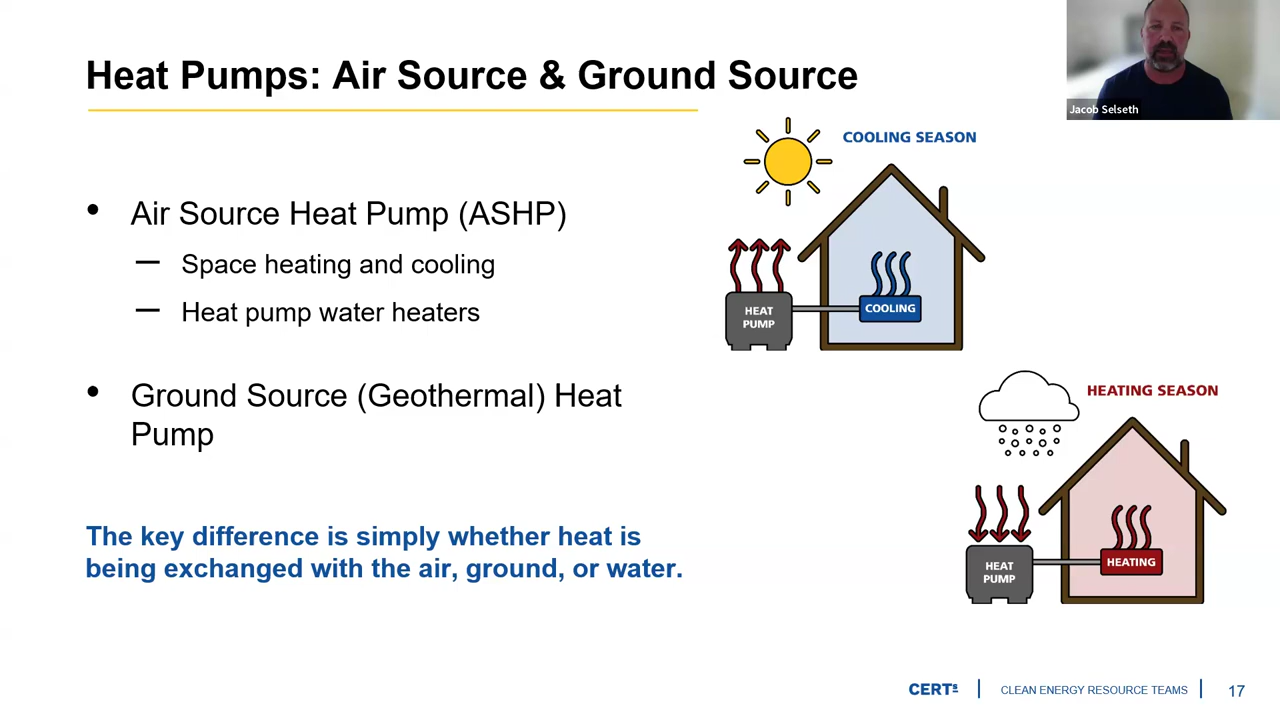 Heat Pumps: Air Source & Ground Source
Jacob Selseth
• Air Source Heat Pump (ASHP)
– Space heating and cooling
– Heat pump water heaters
• Ground Source (Geothermal) Heat
Pump
The key difference is simply whether heat is
being exchanged with the air, ground, or water.
COOLING SEASON
HEAT
PUMP
COOLING
HEATING SEASON
HEAT
PUMP
HEATING
CERTs | CLEAN ENERGY RESOURCE TEAMS | 17